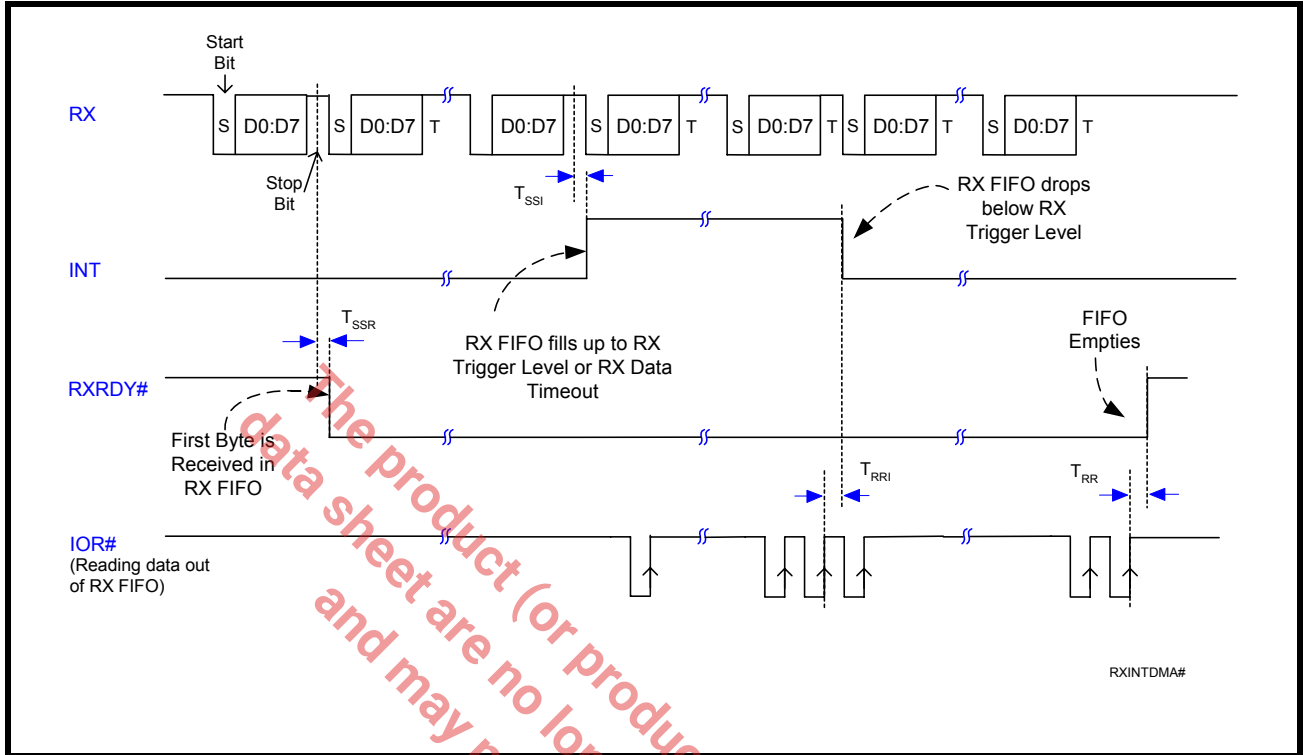 Start
Bit
RX
S D0:D7 S D0:D7 T D0:D7 S D0:D7 T S D0:D7 T S D0:D7 T S D0:D7 T
Stop
Bit
TSSI
RX FIFO drops
below RX
Trigger Level
INT
TSSR
RX FIFO fills up to RX
Trigger Level or RX Data
Timeout
FIFO
Empties
RXRDY#
First Byte is
Received in
RX FIFO
TRRI
TRR
IOR#
(Reading data out
of RX FIFO)
RXINTDMA#
The product (or produc
data sheet are no lon
and may